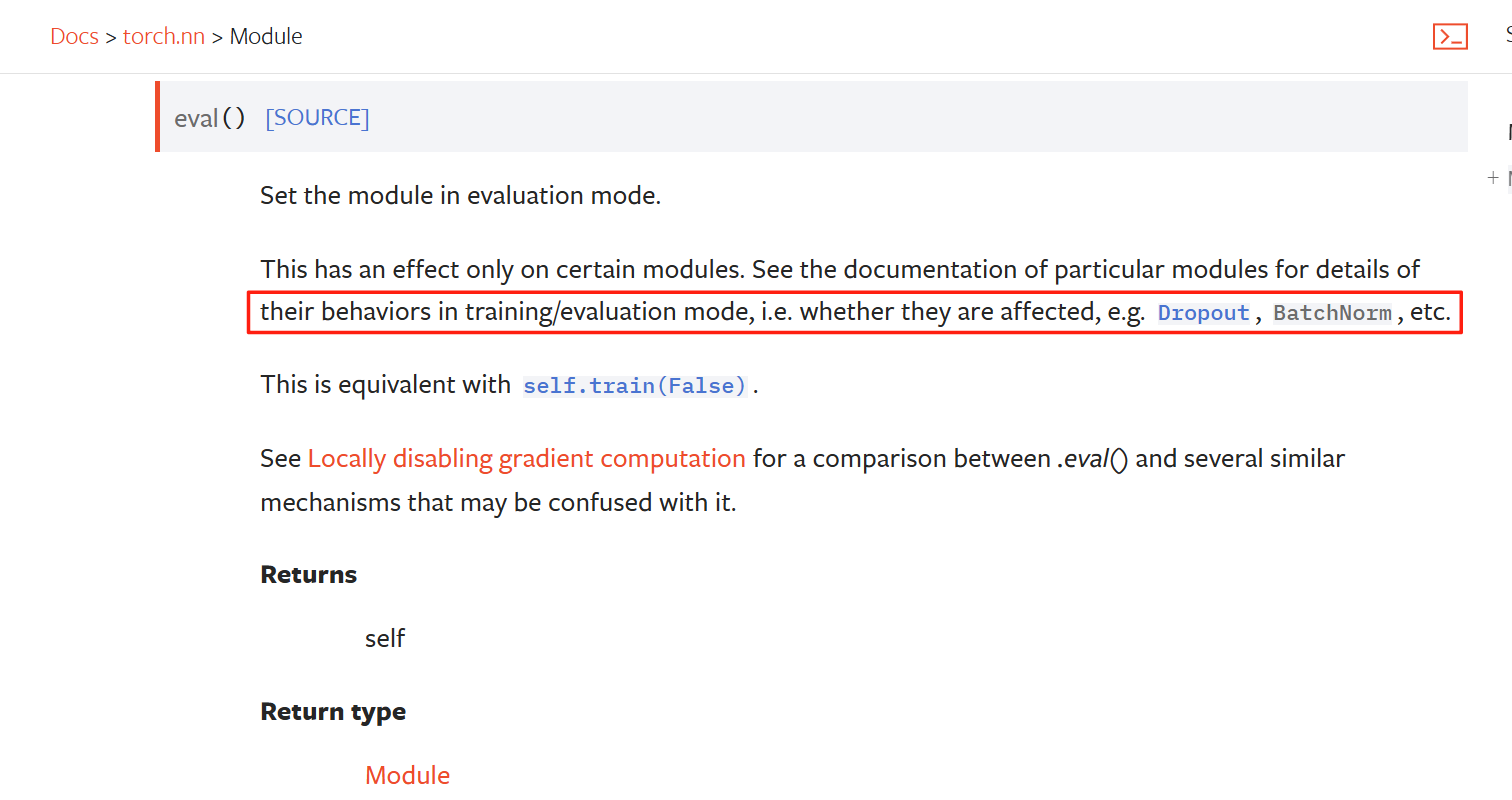 Docs > torch.nn > Module
eval() [SOURCE]
Set the module in evaluation mode.
This has an effect only on certain modules. See the documentation of particular modules for details of
their behaviors in training/evaluation mode, i.e. whether they are affected, e.g. Dropout, BatchNorm, etc.
This is equivalent with self.train(False).
See Locally disabling gradient computation for a comparison between .eval() and several similar
mechanisms that may be confused with it.
Returns
self
Return type
Module